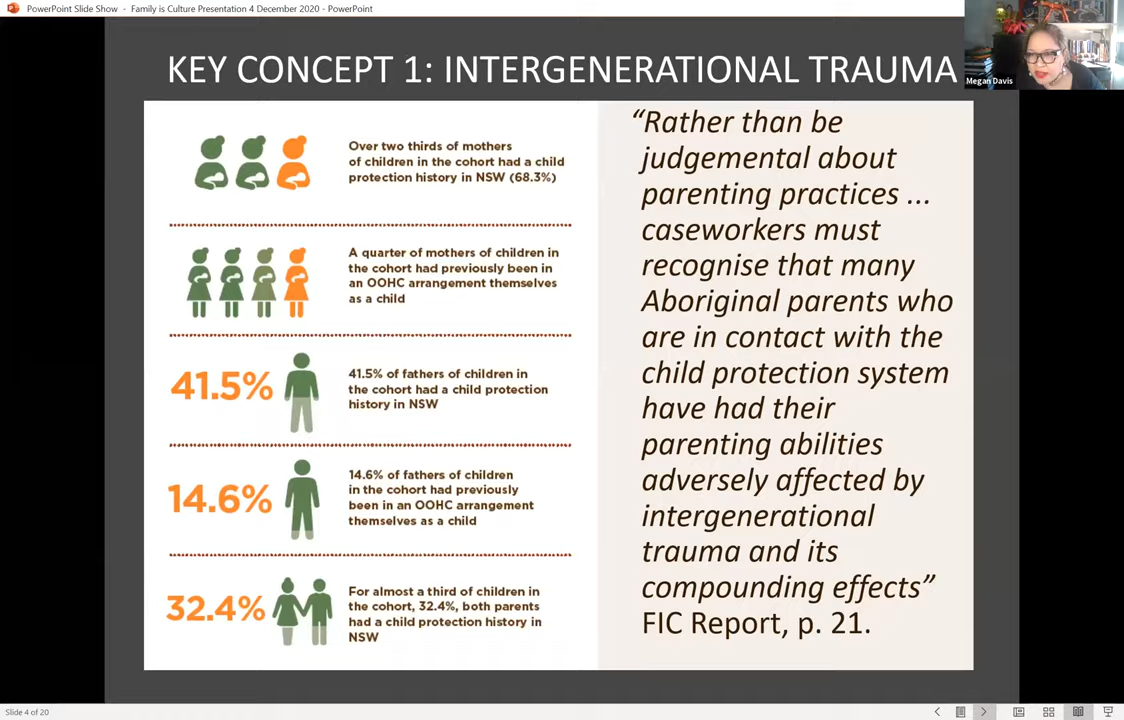 PowerPoint Slide Show - Family is Culture Presentation 4 December 2020 - PowerPoint
KEY CONCEPT 1: INTERGENERATIONAL TRAUMA
Megan Davis
Over two thirds of mothers
of children in the cohort had a child
protection history in NSW (68.3%)
A quarter of mothers of children in
the cohort had previously been in
an OOHC arrangement themselves
as a child
41.5%
41.5% of fathers of children in
the cohort had a child protection
history in NSW
14.6%
14.6% of fathers of children
in the cohort had previously
been in an OOHC arrangement
themselves as a child
32.4%
For almost a third of children in
the cohort, 32.4%, both parents
had a child protection history in
NSW
“Rather than be
judgemental about
parenting practices ...
caseworkers must
recognise that many
Aboriginal parents who
are in contact with the
child protection system
have had their
parenting abilities
adversely affected by
intergenerational
trauma and its
compounding effects”
FIC Report, p. 21.
Slide 4 of 20